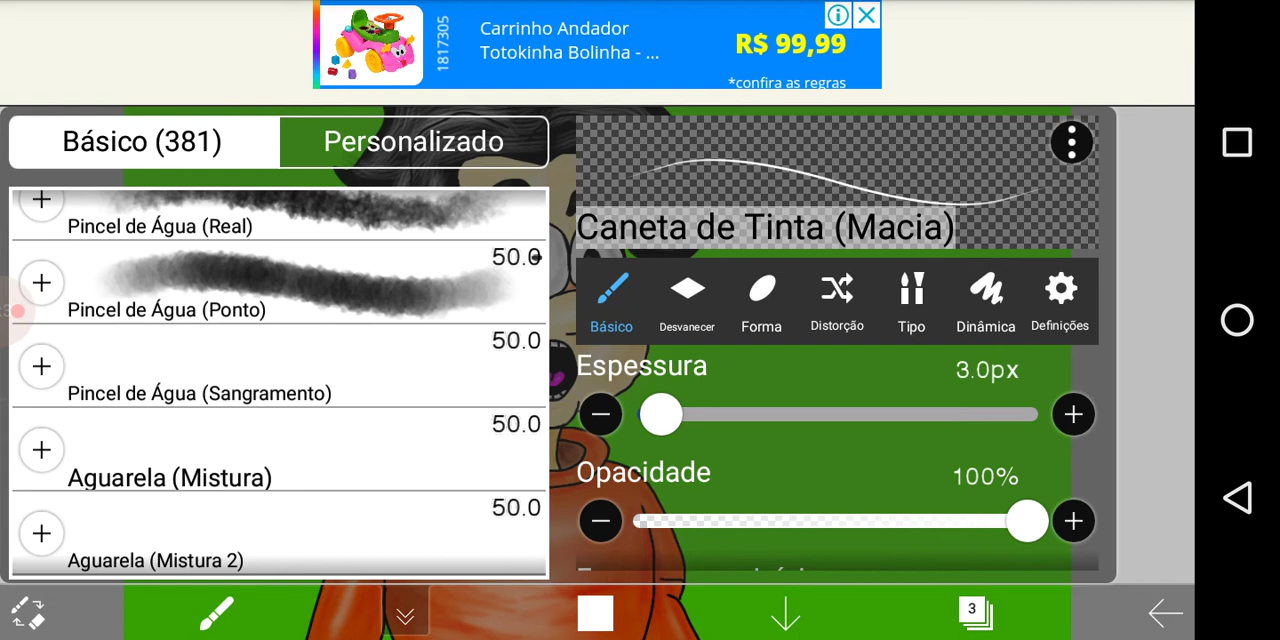 Carrinho Andador
Totokinha Bolinha - ...
1817305
R$ 99,99
*confira as regras
Básico (381)
Personalizado
Pincel de Água (Real)
50.0
Pincel de Água (Ponto)
50.0
Pincel de Água (Sangramento)
50.0
Aguarela (Mistura)
50.0
Aguarela (Mistura 2)
Caneta de Tinta (Macia)
Básico
Desvanecer
Forma
Distorção
Tipo
Dinâmica
Definições
Espessura
3.0px
Opacidade
100%
3